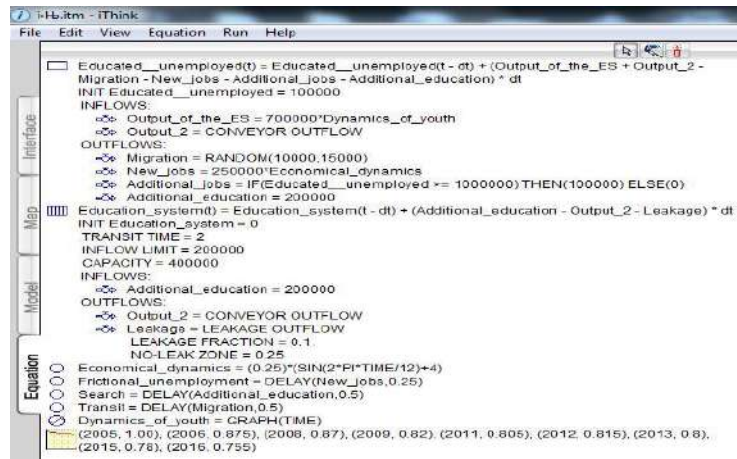 i-Hb.itm - iThink
File Edit View Equation Run Help
Educated__unemployed(t) = Educated__unemployed(t - dt) + (Output_of_the_ES + Output_2 -
Migration - New_jobs - Additional_jobs - Additional_education) * dt
INIT Educated__unemployed = 100000
INFLOWS:
Output_of_the_ES = 700000*Dynamics_of_youth
Output_2 = CONVEYOR OUTFLOW
OUTFLOWS:
Migration = RANDOM(10000,15000)
New_jobs = 250000*Economical_dynamics
Additional_jobs = IF(Educated__unemployed >= 1000000) THEN(100000) ELSE(0)
Additional_education = 200000
Education_system(t) = Education_system(t - dt) + (Additional_education - Output_2 - Leakage) * dt
INIT Education_system = 0
TRANSIT TIME = 2
INFLOW LIMIT = 200000
CAPACITY = 400000
INFLOWS:
Additional_education = 200000
OUTFLOWS:
Output_2 = CONVEYOR OUTFLOW
Leakage = LEAKAGE OUTFLOW
LEAKAGE FRACTION = 0.1
NO-LEAK ZONE = 0.25
Economical_dynamics = (0.25)*(SIN(2*PI*TIME/12)+4)
Frictional_unemployment = DELAY(New_jobs,0.25)
Search = DELAY(Additional_education,0.5)
Transit = DELAY(Migration,0.5)
Dynamics_of_youth = GRAPH(TIME)
(2005, 1.00), (2006, 0.875), (2008, 0.87), (2009, 0.82), (2011, 0.805), (2012, 0.815), (2013, 0.8),
(2015, 0.78), (2016, 0.755)
Interface
Map
Model
Equation